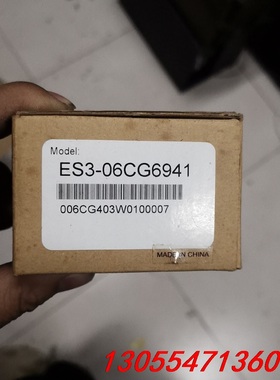 Model:
ES3-06CG6941
006CG403W0100007
MADE IN CHINA
13055471360